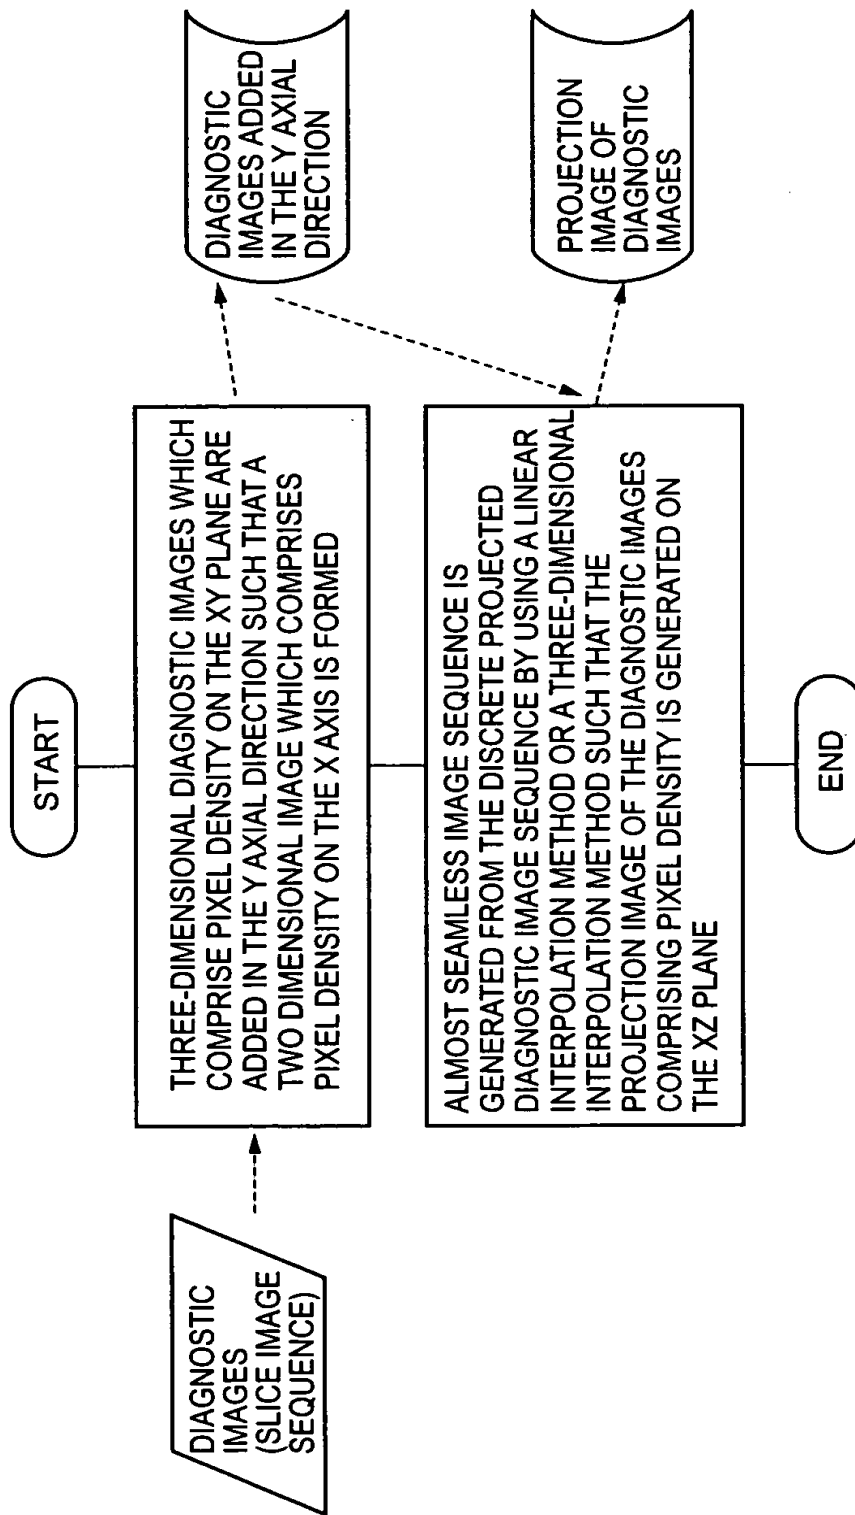 START
DIAGNOSTIC
IMAGES
(SLICE IMAGE
SEQUENCE)
THREE-DIMENSIONAL DIAGNOSTIC IMAGES WHICH
COMPRISE PIXEL DENSITY ON THE XY PLANE ARE
ADDED IN THE Y AXIAL DIRECTION SUCH THAT A
TWO DIMENSIONAL IMAGE WHICH COMPRISES
PIXEL DENSITY ON THE X AXIS IS FORMED
DIAGNOSTIC
IMAGES ADDED
IN THE Y AXIAL
DIRECTION
ALMOST SEAMLESS IMAGE SEQUENCE IS
GENERATED FROM THE DISCRETE PROJECTED
DIAGNOSTIC IMAGE SEQUENCE BY USING A LINEAR
INTERPOLATION METHOD OR A THREE-DIMENSIONAL
INTERPOLATION METHOD SUCH THAT THE
PROJECTION IMAGE OF THE DIAGNOSTIC IMAGES
COMPRISING PIXEL DENSITY IS GENERATED ON
THE XZ PLANE
PROJECTION
IMAGE OF
DIAGNOSTIC
IMAGES
END